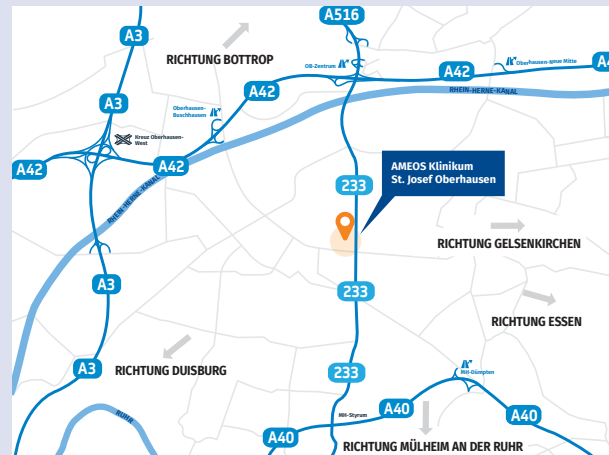 A516
233
A3
RICHTUNG BOTTROP
OB-Zentrum
Oberhausen-
A42
A4
A42
RHEIN-HERNE-KANAL
A3
Oberhausen-
Buschhausen
Kreuz Oberhausen-
West
A42
A42
AMEOS Klinikum
St. Josef Oberhausen
233
RHEIN-HERNE-KANAL
RICHTUNG GELSENKIRCHEN
A3
233
RICHTUNG ESSEN
A3
RICHTUNG DUISBURG
233
MH-Dümpten
RUHR
MH-Styrum
A40
A40
A40
RICHTUNG MÜLHEIM AN DER RUHR